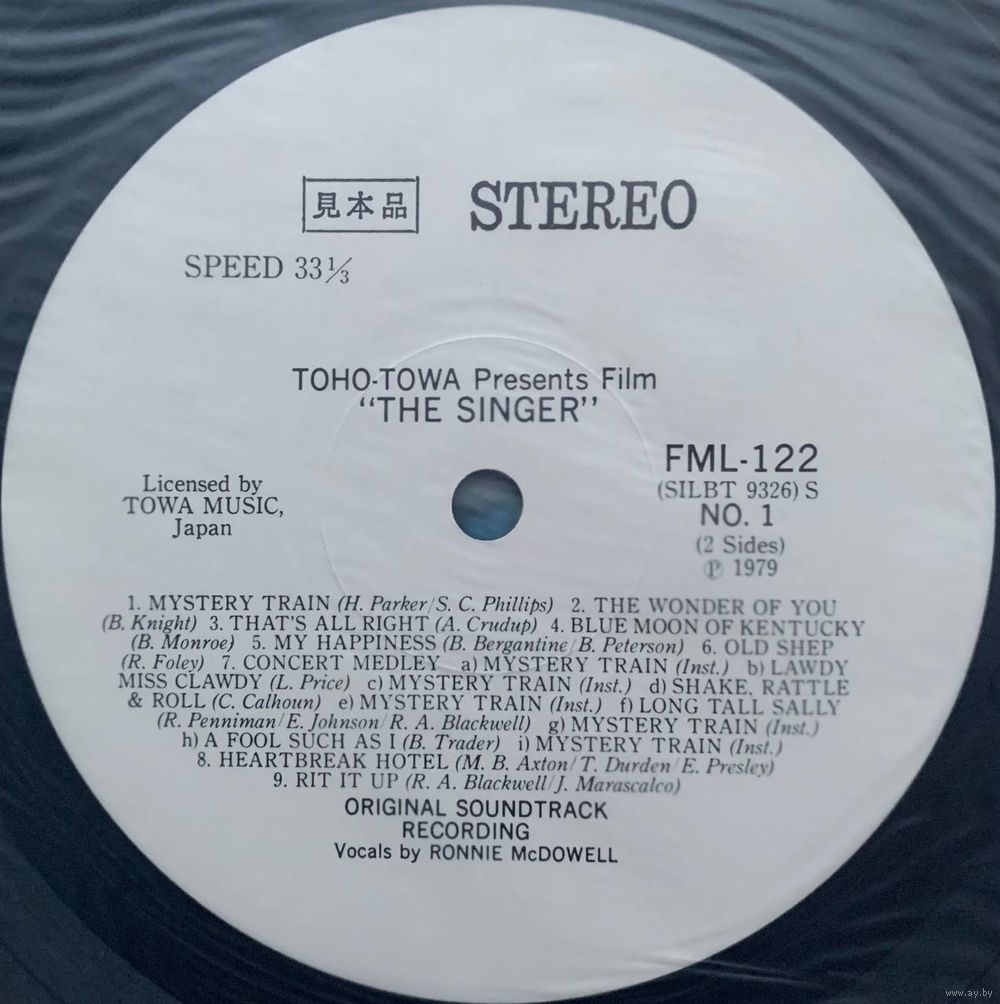 見本品 STEREO
SPEED 33⅓
TOHO-TOWA Presents Film
“THE SINGER”
FML-122
(SILBT 9326) S
NO. 1
(2 Sides)
Ⓟ 1979
Licensed by
TOWA MUSIC,
Japan
1. MYSTERY TRAIN (H. Parker/S. C. Phillips) 2. THE WONDER OF YOU
(B. Knight) 3. THAT'S ALL RIGHT (A. Crudup) 4. BLUE MOON OF KENTUCKY
(B. Monroe) 5. MY HAPPINESS (B. Bergantine/B. Peterson) 6. OLD SHEP
(R. Foley) 7. CONCERT MEDLEY a) MYSTERY TRAIN (Inst.) b) LAWDY
MISS CLAWDY (L. Price) c) MYSTERY TRAIN (Inst.) d) SHAKE, RATTLE
& ROLL (C. Calhoun) e) MYSTERY TRAIN (Inst.) f) LONG TALL SALLY
(R. Penniman/E. Johnson/R. A. Blackwell) g) MYSTERY TRAIN (Inst.)
h) A FOOL SUCH AS I (B. Trader) i) MYSTERY TRAIN (Inst.)
8. HEARTBREAK HOTEL (M. B. Axton/T. Durden/E. Presley)
9. RIT IT UP (R. A. Blackwell/J. Marascalco)
ORIGINAL SOUNDTRACK
RECORDING
Vocals by RONNIE McDOWELL
www.ay.by